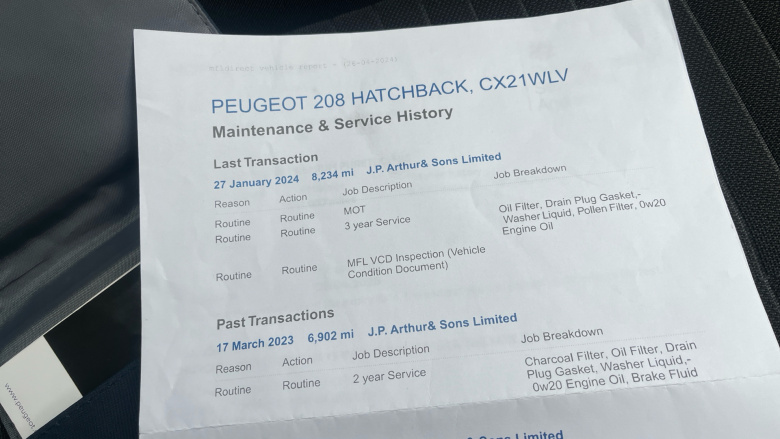 PEUGEOT 208 HATCHBACK, CX21WLV
Maintenance & Service History
Last Transaction
27 January 2024 8,234 mi J.P. Arthur& Sons Limited
Reason Action Job Description Job Breakdown
Routine Routine MOT
Routine Routine 3 year Service
Oil Filter, Drain Plug Gasket,-
Washer Liquid, Pollen Filter, 0w20
Engine Oil
Routine Routine MFL VCD Inspection (Vehicle
Condition Document)
Past Transactions
17 March 2023 6,902 mi J.P. Arthur& Sons Limited
Reason Action Job Description Job Breakdown
Routine Routine 2 year Service
Charcoal Filter, Oil Filter, Drain
Plug Gasket, Washer Liquid,-
0w20 Engine Oil, Brake Fluid
& Sons Limited
www.peugeot.